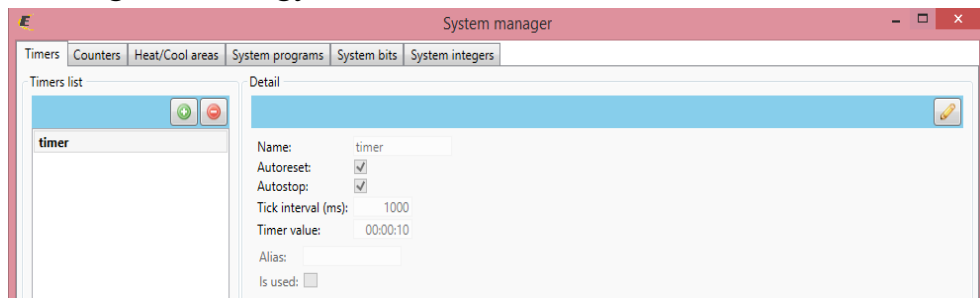 E
System manager
Timers Counters Heat/Cool areas System programs System bits System integers
Timers list
Detail
timer
Name: timer
Autoreset:
Autostop:
Tick interval (ms): 1000
Timer value: 00:00:10
Alias:
Is used: